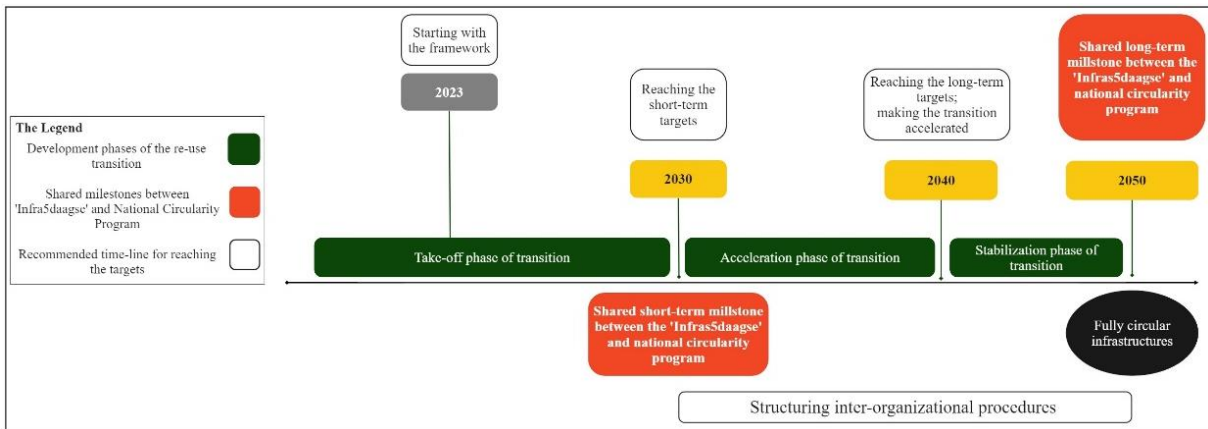 Starting with
the framework
2023
Reaching the
short-term
targets
2030
Reaching the long-term
targets;
making the transition
accelerated
2040
Shared long-term
millstone between
the 'Infras5daagse' and
national circularity
program
2050
The Legend
Development phases of the re-use
transition
Shared milestones between
'Infra5daagse' and National Circularity
Program
Recommended time-line for reaching
the targets
Take-off phase of transition
Acceleration phase of transition
Stabilization phase of
transition
Shared short-term millstone
between the 'Infras5daagse'
and national circularity
program
Fully circular
infrastructures
Structuring inter-organizational procedures